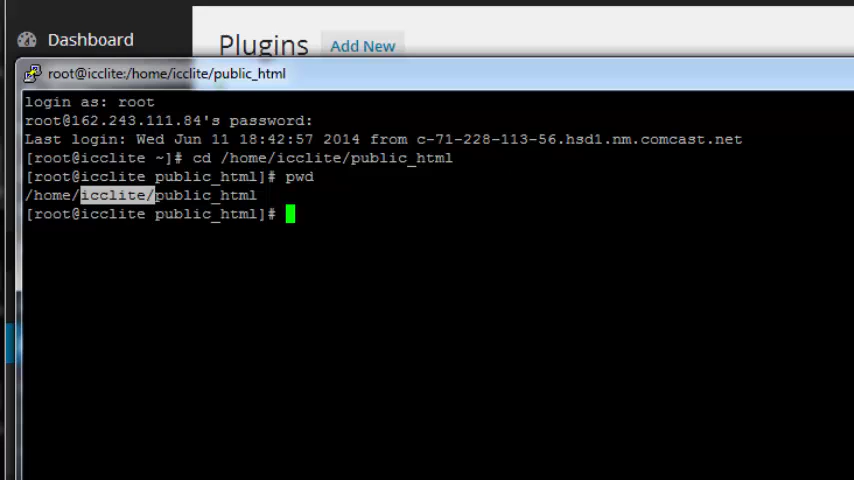 Dashboard
Plugins Add New
root@icclite:/home/icclite/public_html
login as: root
root@162.243.111.84's password:
Last login: Wed Jun 11 18:42:57 2014 from c-71-228-113-56.hsd1.nm.comcast.net
[root@icclite ~]# cd /home/icclite/public_html
[root@icclite public_html]# pwd
/home/icclite/public_html
[root@icclite public_html]#